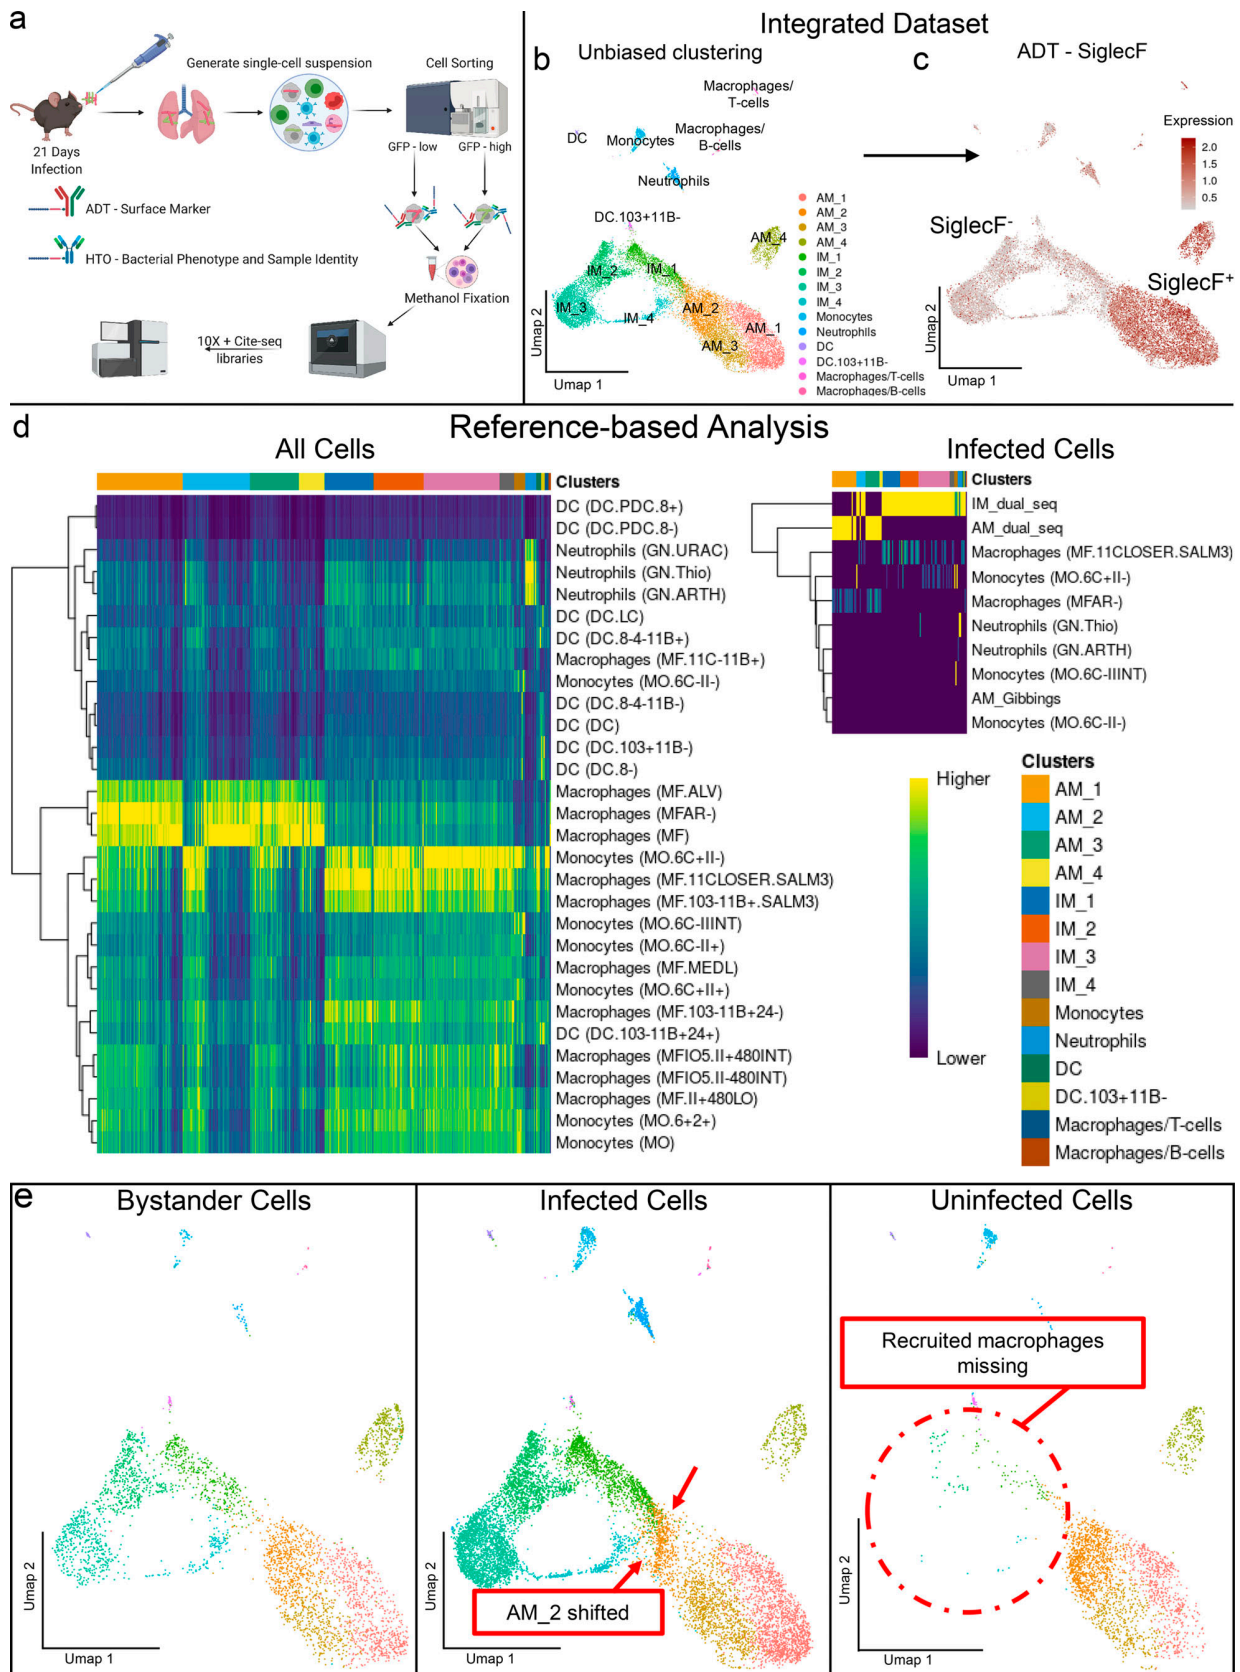 a
Generate single-cell suspension
Cell Sorting
GFP - low
GFP - high
21 Days
Infection
ADT - Surface Marker
HTO - Bacterial Phenotype and Sample Identity
Methanol Fixation
10X + Cite-seq
libraries
Integrated Dataset
b
Unbiased clustering
Macrophages/
T-cells
DC
Monocytes
Macrophages/
B-cells
Neutrophils
DC.103+11B-
AM_4
IM_1
IM_2
IM_3
IM_4
AM_2
AM_1
AM_3
Umap 2
Umap 1
AM_1
AM_2
AM_3
AM_4
IM_1
IM_2
IM_3
IM_4
Monocytes
Neutrophils
DC
DC.103+11B-
Macrophages/T-cells
Macrophages/B-cells
c
ADT - SiglecF
Expression
2.0
1.5
1.0
0.5
SiglecF-
SiglecF+
Umap 2
Umap 1
d
Reference-based Analysis
All Cells
Clusters
DC (DC.PDC.8+)
DC (DC.PDC.8-)
Neutrophils (GN.URAC)
Neutrophils (GN.Thio)
Neutrophils (GN.ARTH)
DC (DC.LC)
DC (DC.8-4-11B+)
Macrophages (MF.11C-11B+)
Monocytes (MO.6C-II-)
DC (DC.8-4-11B-)
DC (DC)
DC (DC.103+11B-)
DC (DC.8-)
Macrophages (MF.ALV)
Macrophages (MFAR-)
Macrophages (MF)
Monocytes (MO.6C+II-)
Macrophages (MF.11CLOSER.SALM3)
Macrophages (MF.103-11B+.SALM3)
Monocytes (MO.6C-IIINT)
Monocytes (MO.6C-II+)
Macrophages (MF.MEDL)
Monocytes (MO.6C+II+)
Macrophages (MF.103-11B+24-)
DC (DC.103-11B+24+)
Macrophages (MFIO5.II+480INT)
Macrophages (MFIO5.II-480INT)
Macrophages (MF.II+480LO)
Monocytes (MO.6+2+)
Monocytes (MO)
Infected Cells
Clusters
IM_dual_seq
AM_dual_seq
Macrophages (MF.11CLOSER.SALM3)
Monocytes (MO.6C+II-)
Macrophages (MFAR-)
Neutrophils (GN.Thio)
Neutrophils (GN.ARTH)
Monocytes (MO.6C-IIINT)
AM_Gibbings
Monocytes (MO.6C-II-)
Higher
Lower
Clusters
AM_1
AM_2
AM_3
AM_4
IM_1
IM_2
IM_3
IM_4
Monocytes
Neutrophils
DC
DC.103+11B-
Macrophages/T-cells
Macrophages/B-cells
e
Bystander Cells
Umap 2
Umap 1
Infected Cells
AM_2 shifted
Umap 2
Umap 1
Uninfected Cells
Recruited macrophages
missing
Umap 2
Umap 1